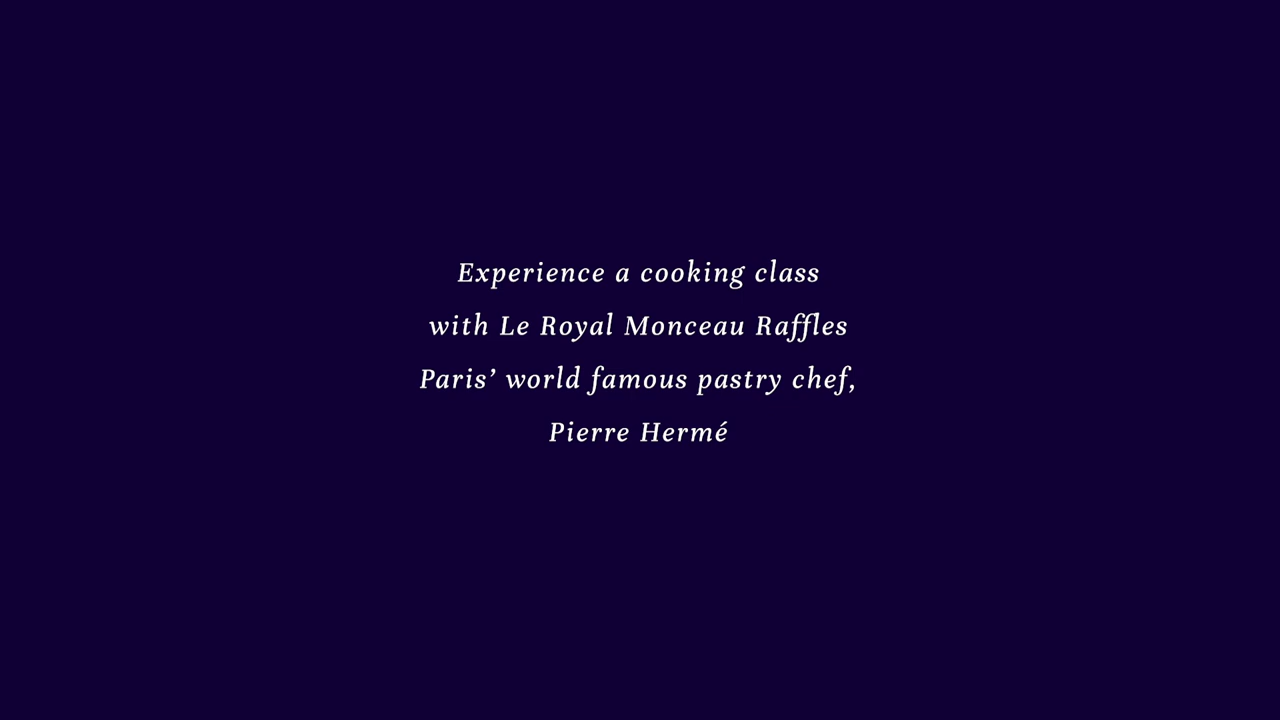 Experience a cooking class
with Le Royal Monceau Raffles
Paris’ world famous pastry chef,
Pierre Hermé